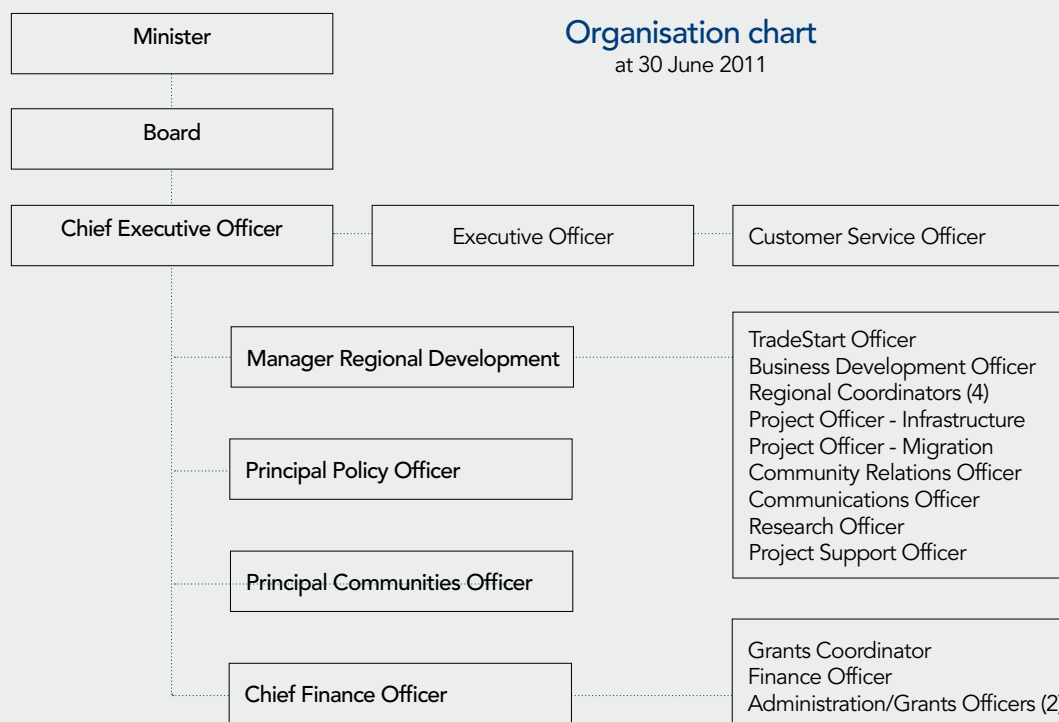 Organisation chart
at 30 June 2011
Minister
Board
Chief Executive Officer
Executive Officer
Customer Service Officer
Manager Regional Development
TradeStart Officer
Business Development Officer
Regional Coordinators (4)
Project Officer - Infrastructure
Project Officer - Migration
Community Relations Officer
Communications Officer
Research Officer
Project Support Officer
Principal Policy Officer
Principal Communities Officer
Chief Finance Officer
Grants Coordinator
Finance Officer
Administration/Grants Officers (2)